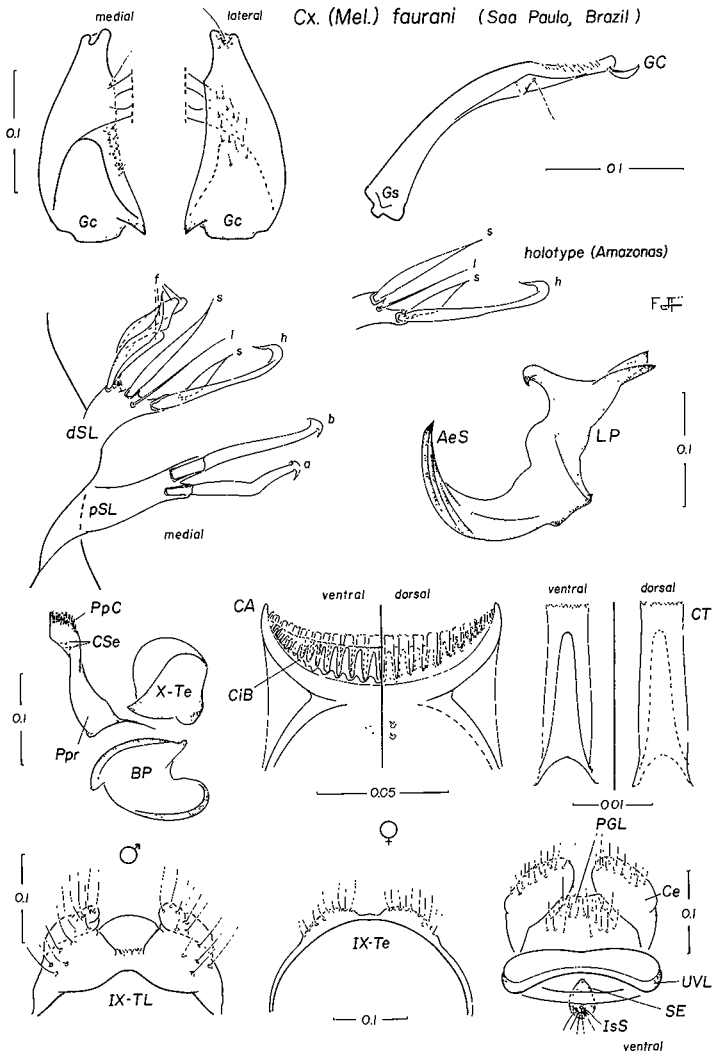 medial
lateral
Cx. (Mel.) faurani (Sao Paulo, Brazil)
GC
0.1
0.1
Gc
Gc
Gs
holotype (Amazonas)
f
s
l
s
h
s
l
s
h
dSL
b
a
pSL
medial
AeS
LP
0.1
PpC
CSe
X-Te
0.1
Ppr
BP
CA
ventral
dorsal
CiB
0.05
ventral
dorsal
CT
0.01
♂
♀
PGL
0.1
Ce
0.1
IX-TL
IX-Te
0.1
UVL
SE
IsS
ventral